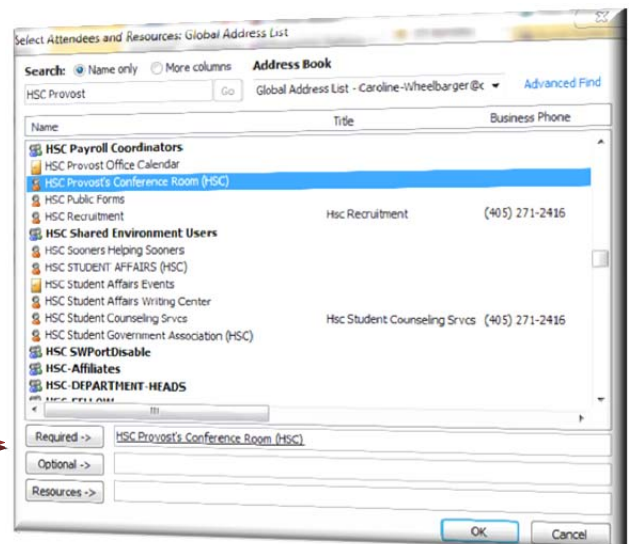 Select Attendees and Resources: Global Address List
Search: Name only More columns Address Book
HSC Provost Go Global Address List - Caroline-Wheelbarger@c Advanced Find
Name Title Business Phone
HSC Payroll Coordinators
HSC Provost Office Calendar
HSC Provost's Conference Room (HSC)
HSC Public Forms
HSC Recruitment Hsc Recruitment (405) 271-2416
HSC Shared Environment Users
HSC Sooners Helping Sooners
HSC STUDENT AFFAIRS (HSC)
HSC Student Affairs Events
HSC Student Affairs Writing Center
HSC Student Counseling Srvcs Hsc Student Counseling Srvcs (405) 271-2416
HSC Student Government Association (HSC)
HSC SWPortDisable
HSC-Affiliates
HSC-DEPARTMENT-HEADS
Required -> HSC Provost's Conference Room (HSC)
Optional ->
Resources ->
OK Cancel